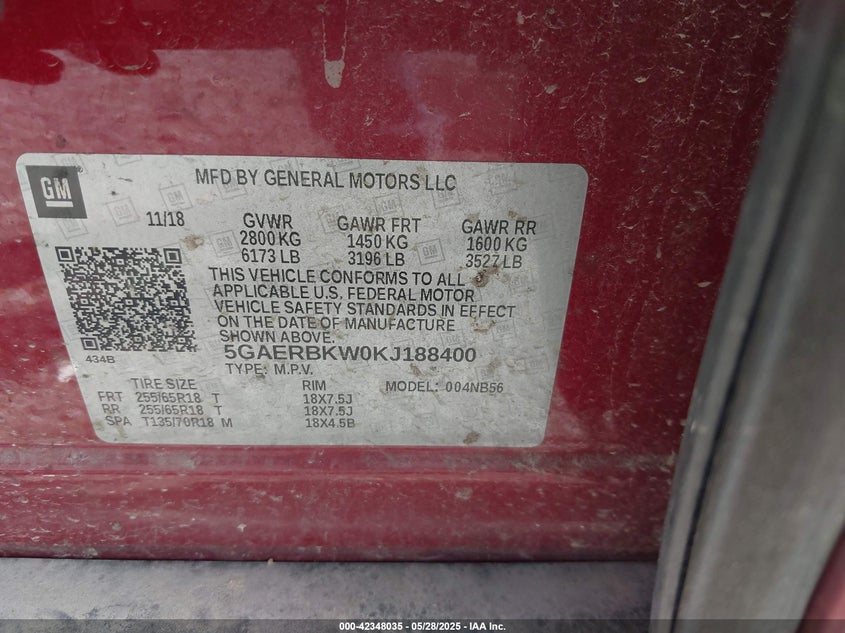 GM
MFD BY GENERAL MOTORS LLC
11/18 GVWR GAWR FRT GAWR RR
2800 KG 1450 KG 1600 KG
6173 LB 3196 LB 3527 LB
THIS VEHICLE CONFORMS TO ALL
APPLICABLE U.S. FEDERAL MOTOR
VEHICLE SAFETY STANDARDS IN EFFECT
ON THE DATE OF MANUFACTURE
SHOWN ABOVE.
434B
5GAERBKW0KJ188400
TYPE: M.P.V. MODEL: 004NB56
TIRE SIZE RIM
FRT 255/65R18 T 18X7.5J
RR 255/65R18 T 18X7.5J
SPA T135/70R18 M 18X4.5B
000-42348035 — 05/28/2025 — IAA Inc.